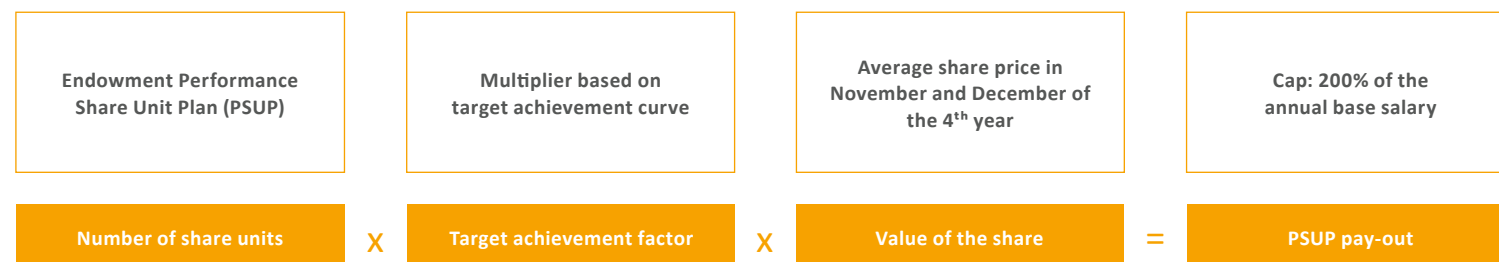 Endowment Performance
Share Unit Plan (PSUP)
Multiplier based on
target achievement curve
Average share price in
November and December of
the 4ᵗʰ year
Cap: 200% of the
annual base salary
Number of share units
x
Target achievement factor
x
Value of the share
=
PSUP pay-out